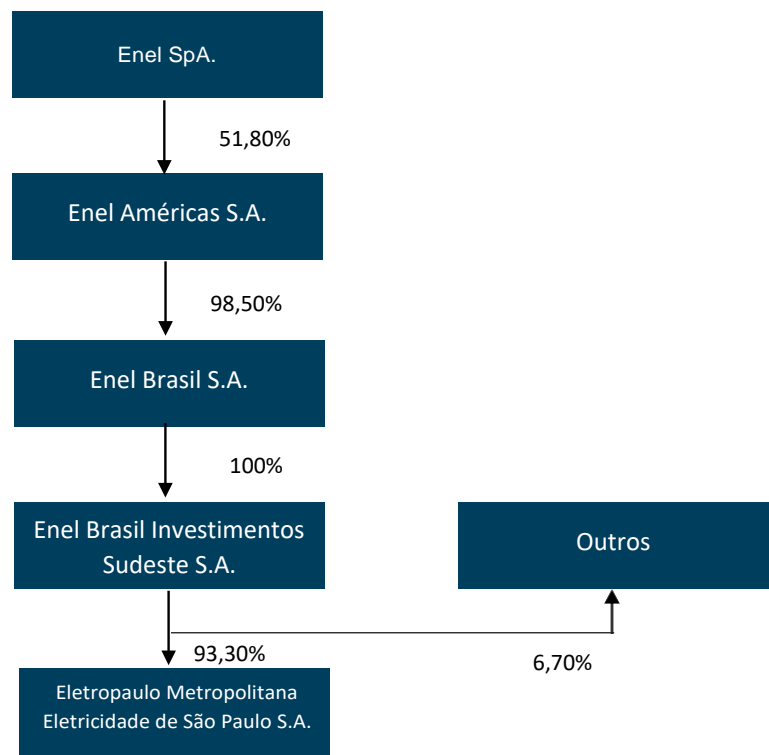 Enel SpA.
51,80%
Enel Américas S.A.
98,50%
Enel Brasil S.A.
100%
Enel Brasil Investimentos
Sudeste S.A.
Outros
93,30%
6,70%
Eletropaulo Metropolitana
Eletricidade de São Paulo S.A.